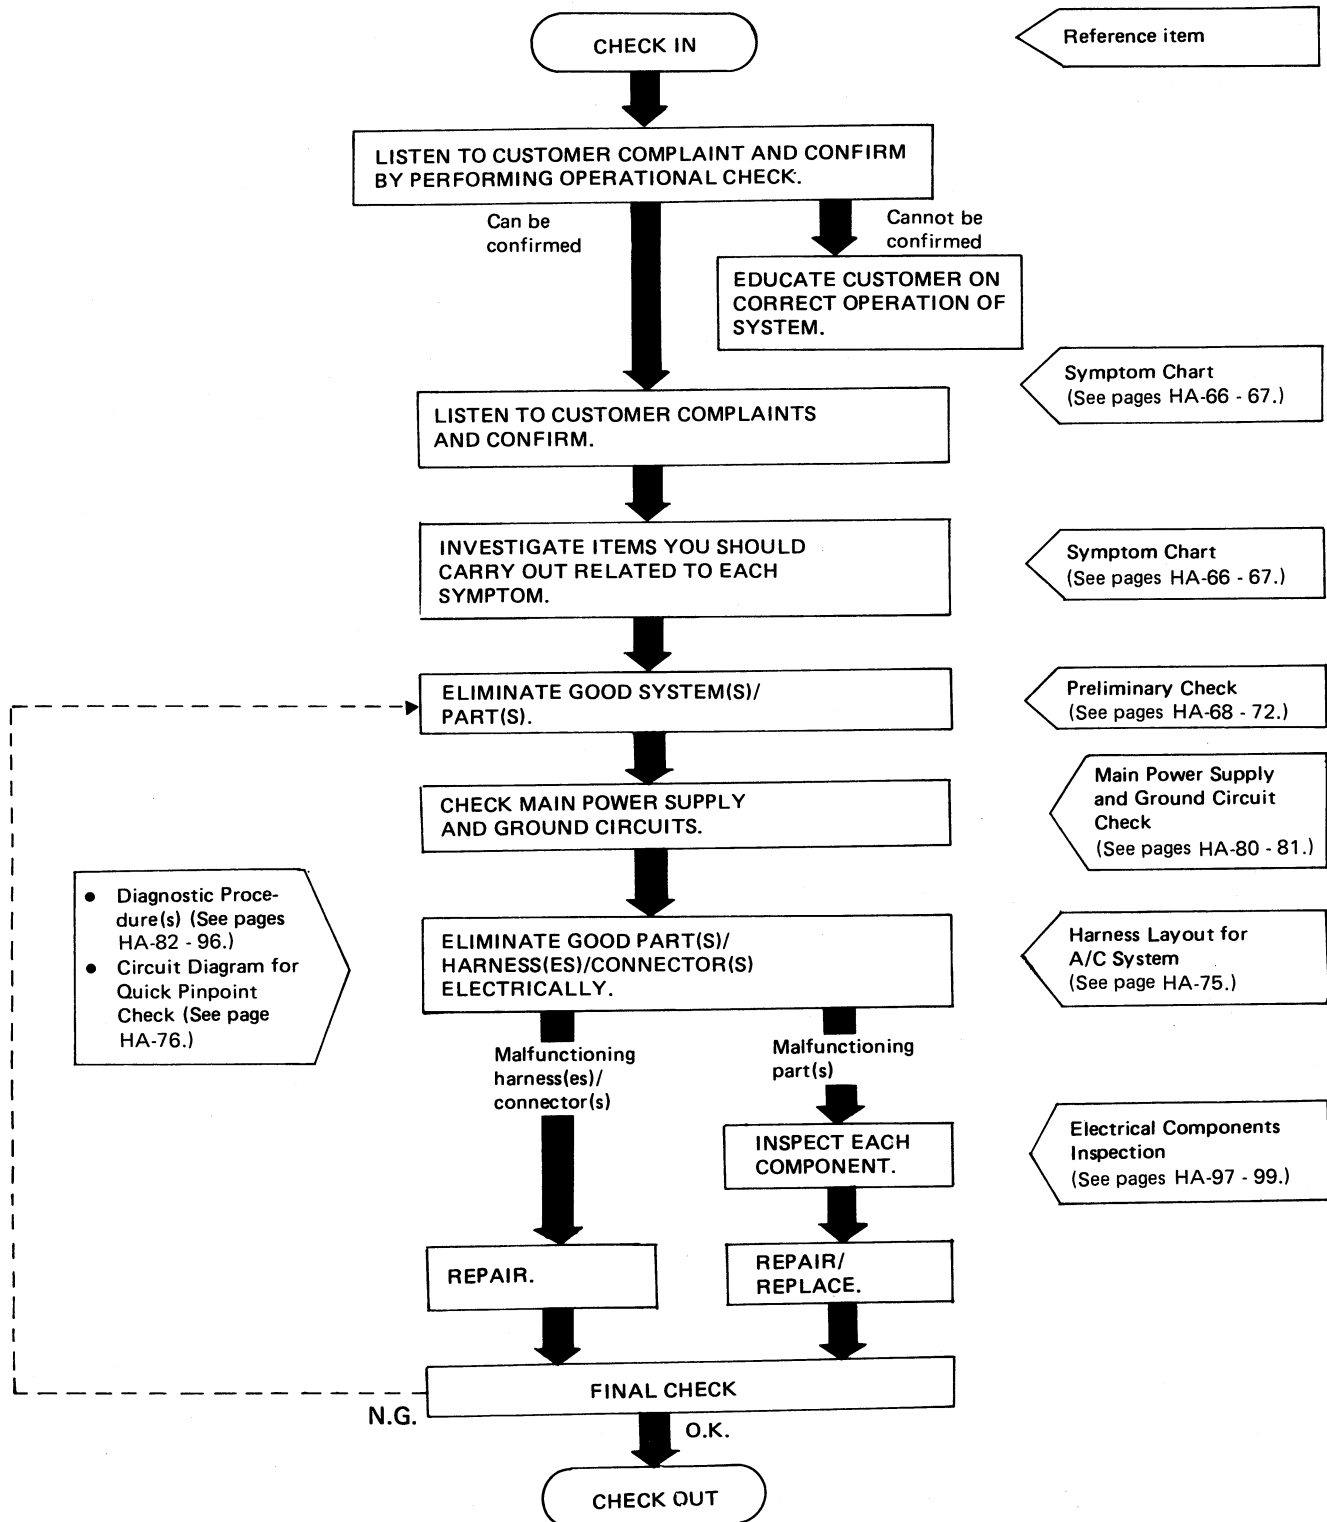 CHECK IN
Reference item
LISTEN TO CUSTOMER COMPLAINT AND CONFIRM
BY PERFORMING OPERATIONAL CHECK.
Can be
confirmed
Cannot be
confirmed
EDUCATE CUSTOMER ON
CORRECT OPERATION OF
SYSTEM.
Symptom Chart
(See pages HA-66 - 67.)
LISTEN TO CUSTOMER COMPLAINTS
AND CONFIRM.
INVESTIGATE ITEMS YOU SHOULD
CARRY OUT RELATED TO EACH
SYMPTOM.
Symptom Chart
(See pages HA-66 - 67.)
ELIMINATE GOOD SYSTEM(S)/
PART(S).
Preliminary Check
(See pages HA-68 - 72.)
CHECK MAIN POWER SUPPLY
AND GROUND CIRCUITS.
Main Power Supply
and Ground Circuit
Check
(See pages HA-80 - 81.)
● Diagnostic Proce-
dure(s) (See pages
HA-82 - 96.)
● Circuit Diagram for
Quick Pinpoint
Check (See page
HA-76.)
ELIMINATE GOOD PART(S)/
HARNESS(ES)/CONNECTOR(S)
ELECTRICALLY.
Harness Layout for
A/C System
(See page HA-75.)
Malfunctioning
harness(es)/
connector(s)
Malfunctioning
part(s)
INSPECT EACH
COMPONENT.
Electrical Components
Inspection
(See pages HA-97 - 99.)
REPAIR.
REPAIR/
REPLACE.
FINAL CHECK
N.G.
O.K.
CHECK OUT